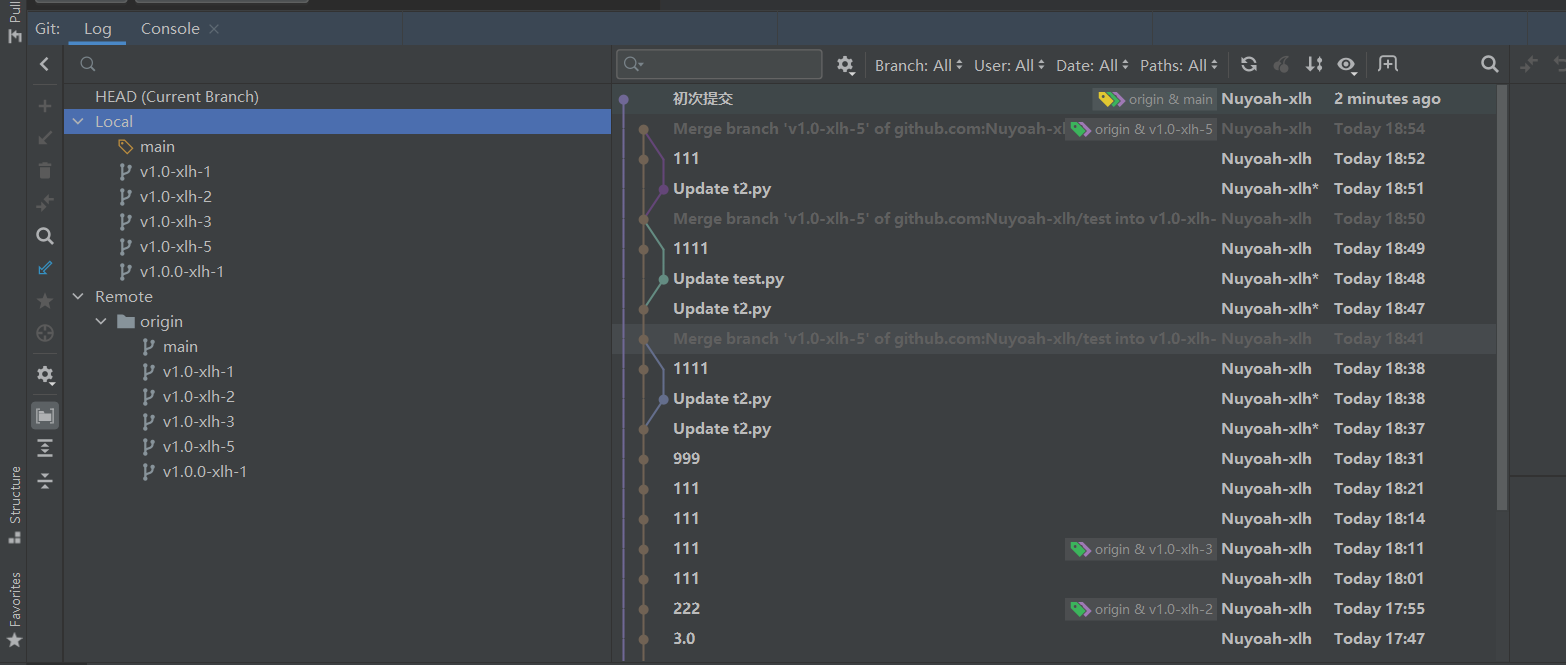 Pull
Git: Log Console
HEAD (Current Branch)
Local
main
v1.0-xlh-1
v1.0-xlh-2
v1.0-xlh-3
v1.0-xlh-5
v1.0.0-xlh-1
Remote
origin
main
v1.0-xlh-1
v1.0-xlh-2
v1.0-xlh-3
v1.0-xlh-5
v1.0.0-xlh-1
Structure
Favorites
Branch: All User: All Date: All Paths: All
初次提交 origin & main Nuyoah-xlh 2 minutes ago
Merge branch 'v1.0-xlh-5' of github.com:Nuyoah-xl origin & v1.0-xlh-5 Nuyoah-xlh Today 18:54
111 Nuyoah-xlh Today 18:52
Update t2.py Nuyoah-xlh* Today 18:51
Merge branch 'v1.0-xlh-5' of github.com:Nuyoah-xlh/test into v1.0-xlh- Nuyoah-xlh Today 18:50
1111 Nuyoah-xlh Today 18:49
Update test.py Nuyoah-xlh* Today 18:48
Update t2.py Nuyoah-xlh* Today 18:47
Merge branch 'v1.0-xlh-5' of github.com:Nuyoah-xlh/test into v1.0-xlh- Nuyoah-xlh Today 18:41
1111 Nuyoah-xlh Today 18:38
Update t2.py Nuyoah-xlh* Today 18:38
Update t2.py Nuyoah-xlh* Today 18:37
999 Nuyoah-xlh Today 18:31
111 Nuyoah-xlh Today 18:21
111 Nuyoah-xlh Today 18:14
111 origin & v1.0-xlh-3 Nuyoah-xlh Today 18:11
111 Nuyoah-xlh Today 18:01
222 origin & v1.0-xlh-2 Nuyoah-xlh Today 17:55
3.0 Nuyoah-xlh Today 17:47